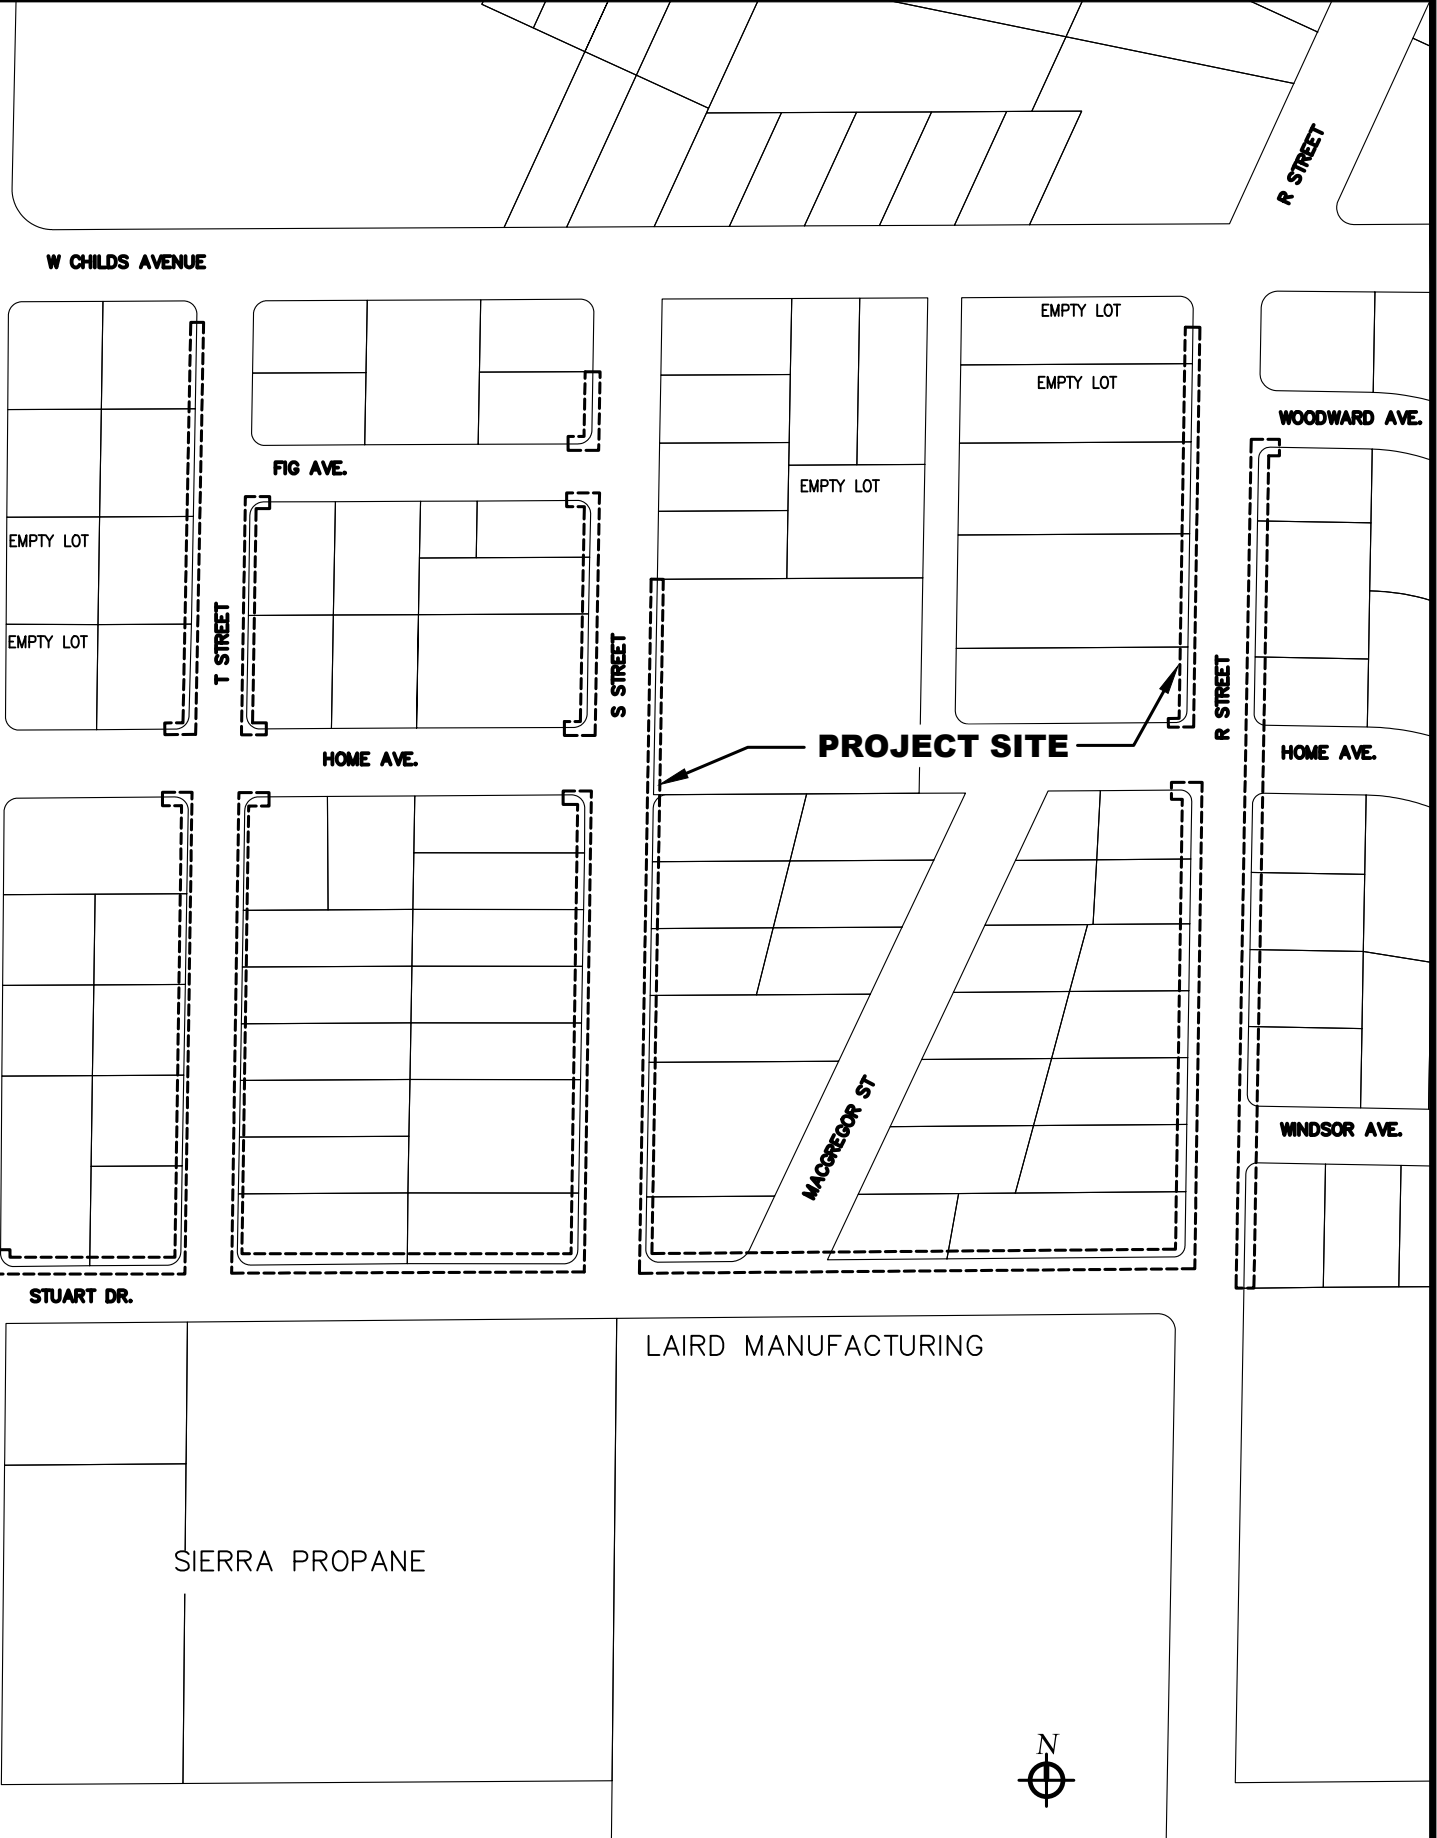 R STREET
W CHILDS AVENUE
EMPTY LOT
EMPTY LOT
WOODWARD AVE.
FIG AVE.
EMPTY LOT
EMPTY LOT
EMPTY LOT
T STREET
S STREET
R STREET
PROJECT SITE
HOME AVE.
HOME AVE.
MACGREGOR ST
WINDSOR AVE.
STUART DR.
LAIRD MANUFACTURING
SIERRA PROPANE
N